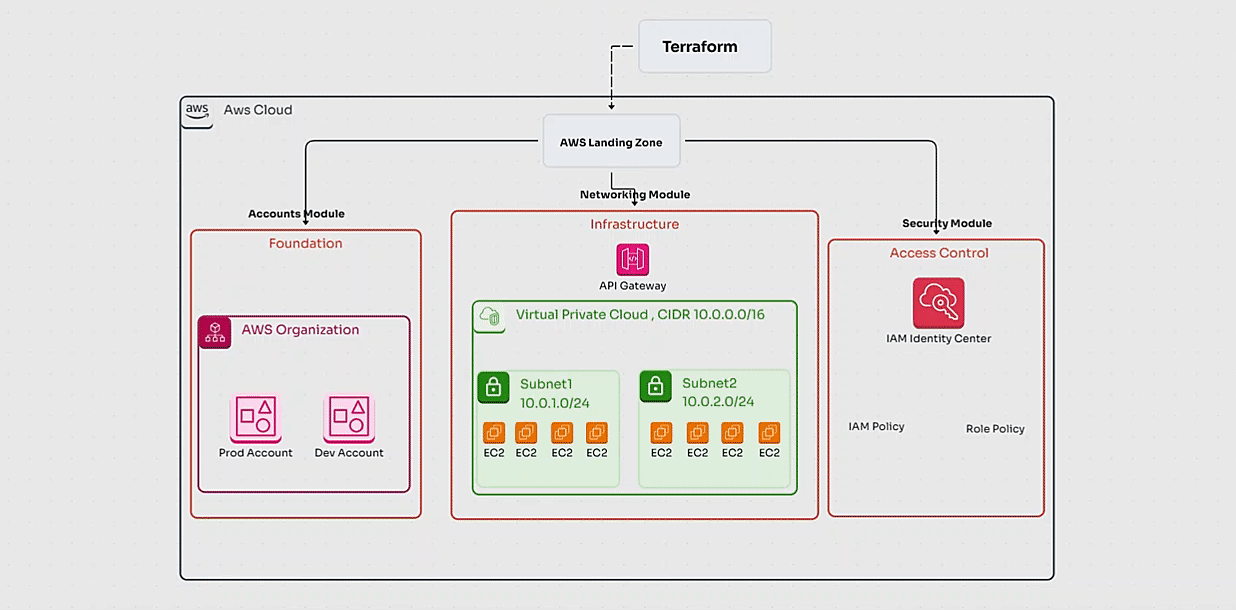 Terraform
aws
Aws Cloud
AWS Landing Zone
Networking Module
Accounts Module
Security Module
Infrastructure
Foundation
Access Control
API Gateway
Virtual Private Cloud , CIDR 10.0.0.0/16
AWS Organization
IAM Identity Center
Subnet1
10.0.1.0/24
Subnet2
10.0.2.0/24
IAM Policy
Role Policy
Prod Account
Dev Account
EC2 EC2 EC2 EC2
EC2 EC2 EC2 EC2